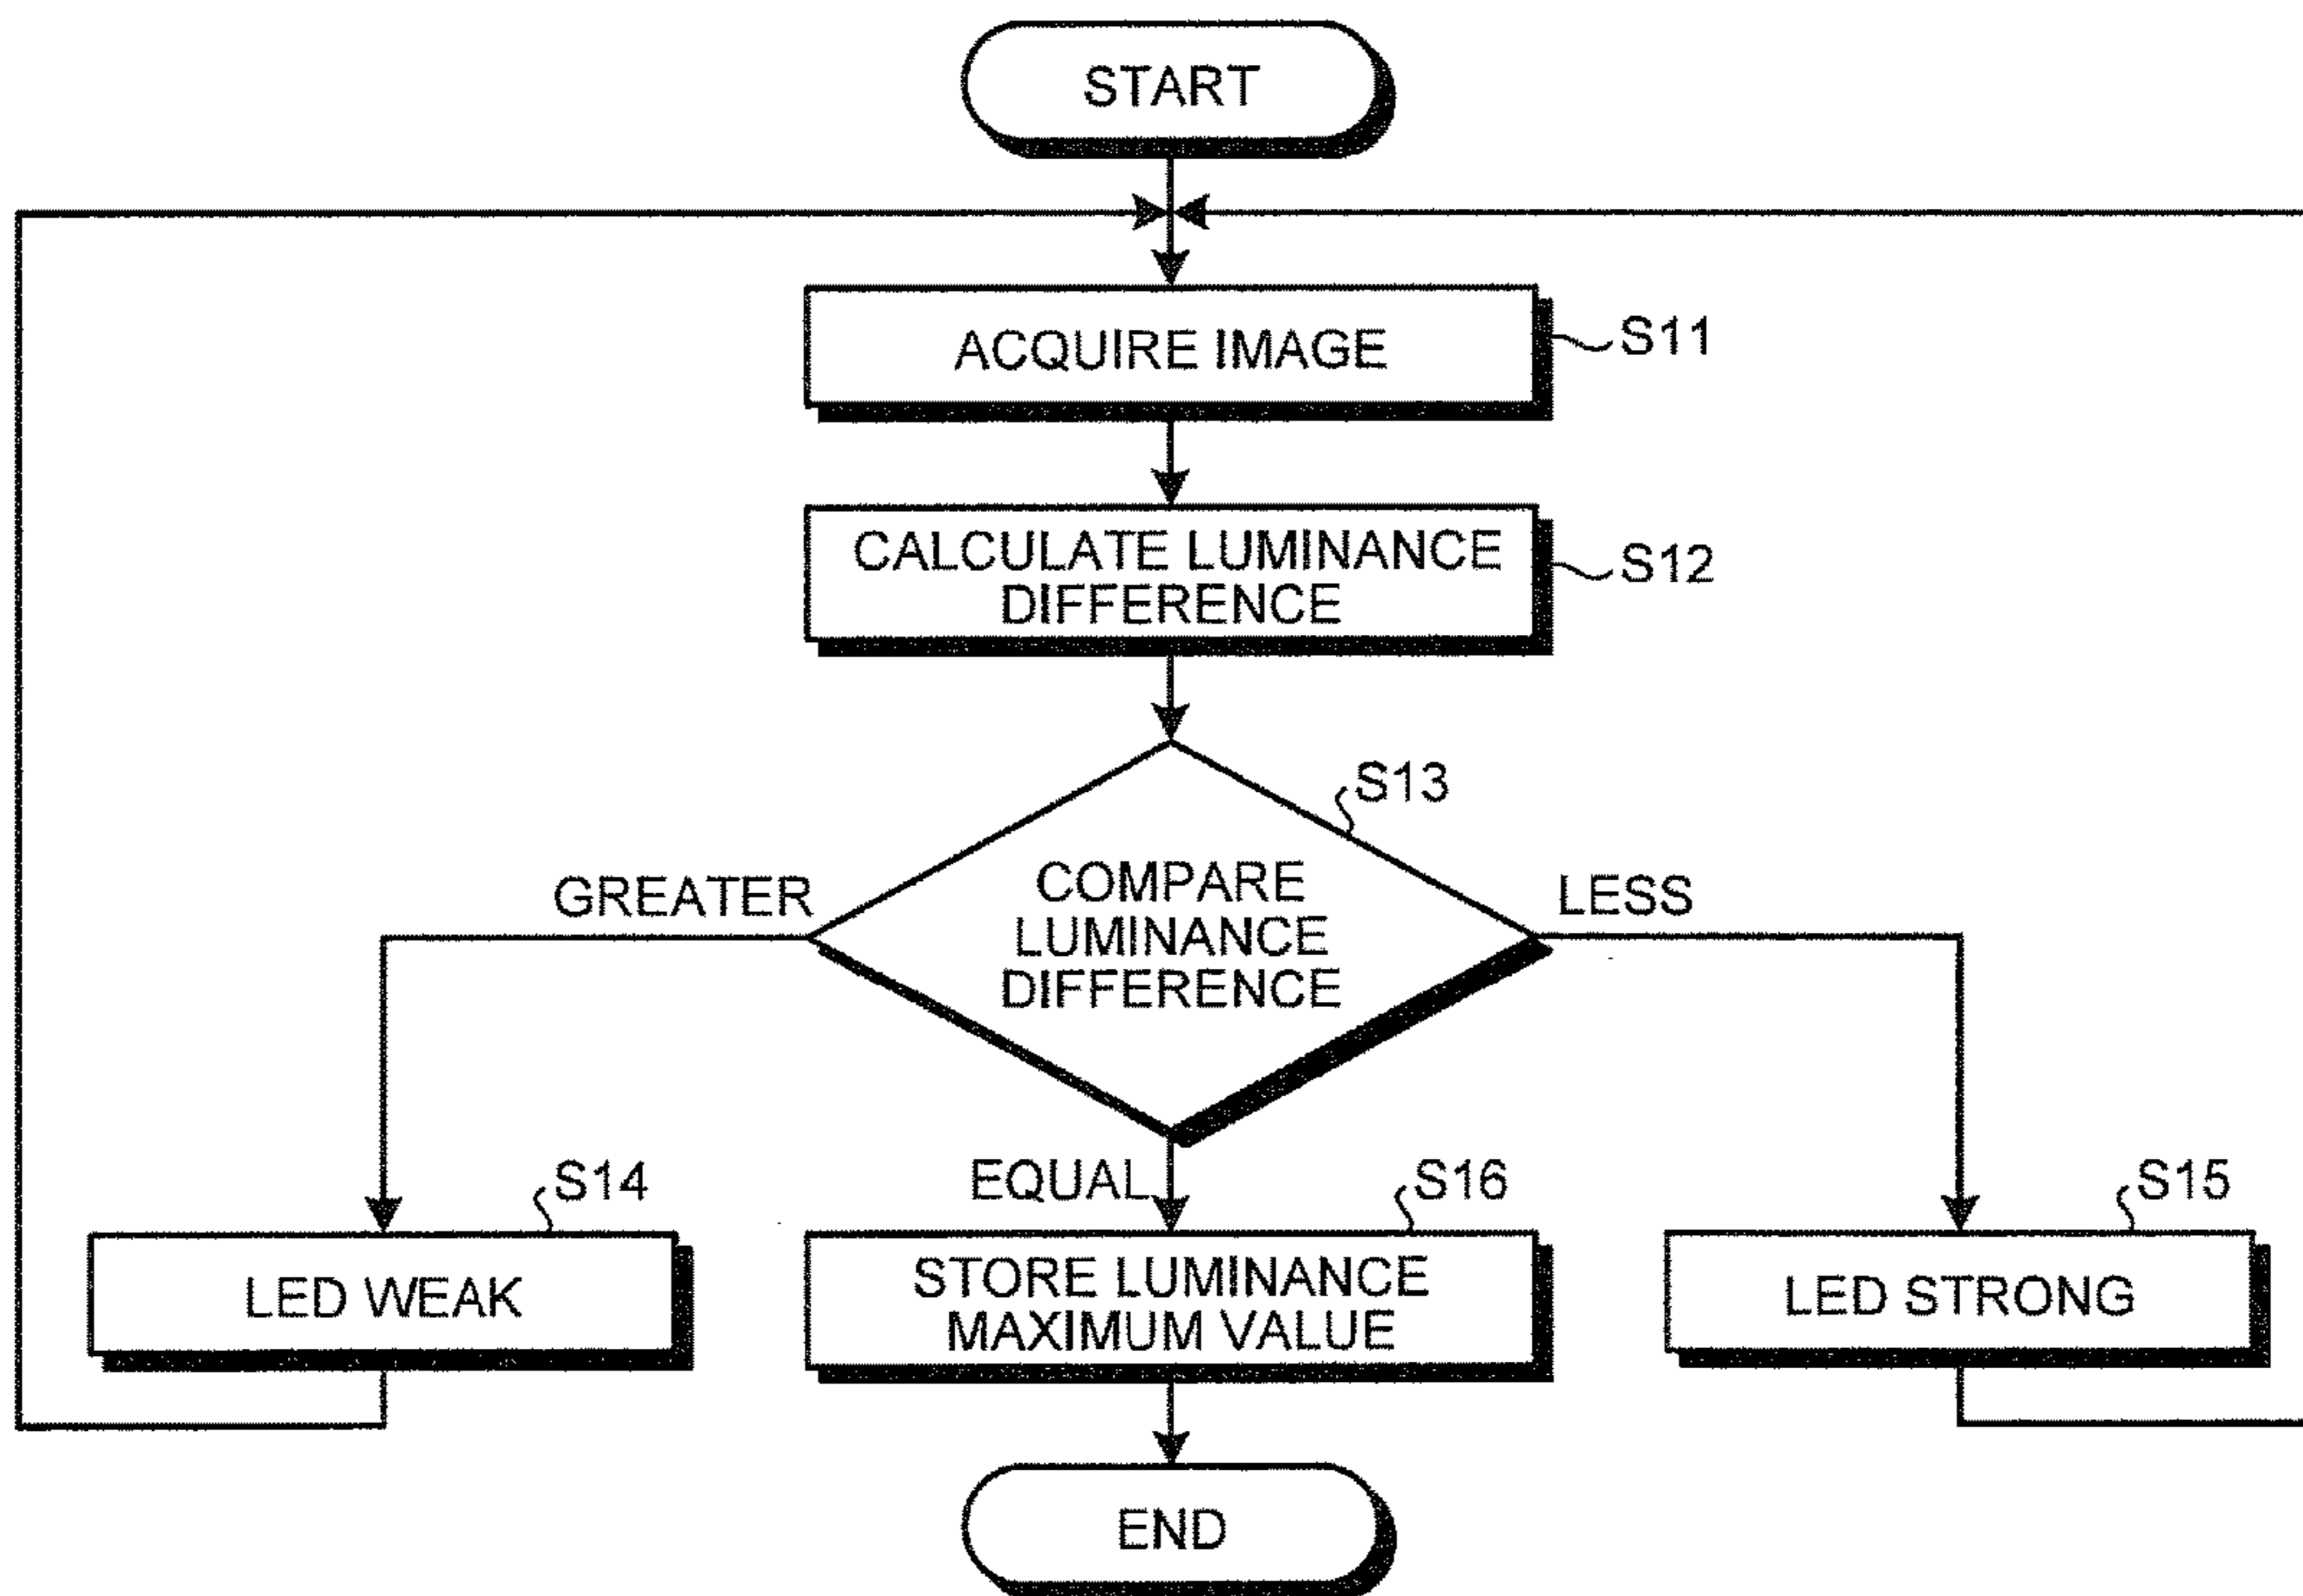 START
ACQUIRE IMAGE
S11
CALCULATE LUMINANCE
DIFFERENCE
S12
S13
COMPARE
LUMINANCE
DIFFERENCE
GREATER
LESS
EQUAL
S14
LED WEAK
S16
STORE LUMINANCE
MAXIMUM VALUE
S15
LED STRONG
END